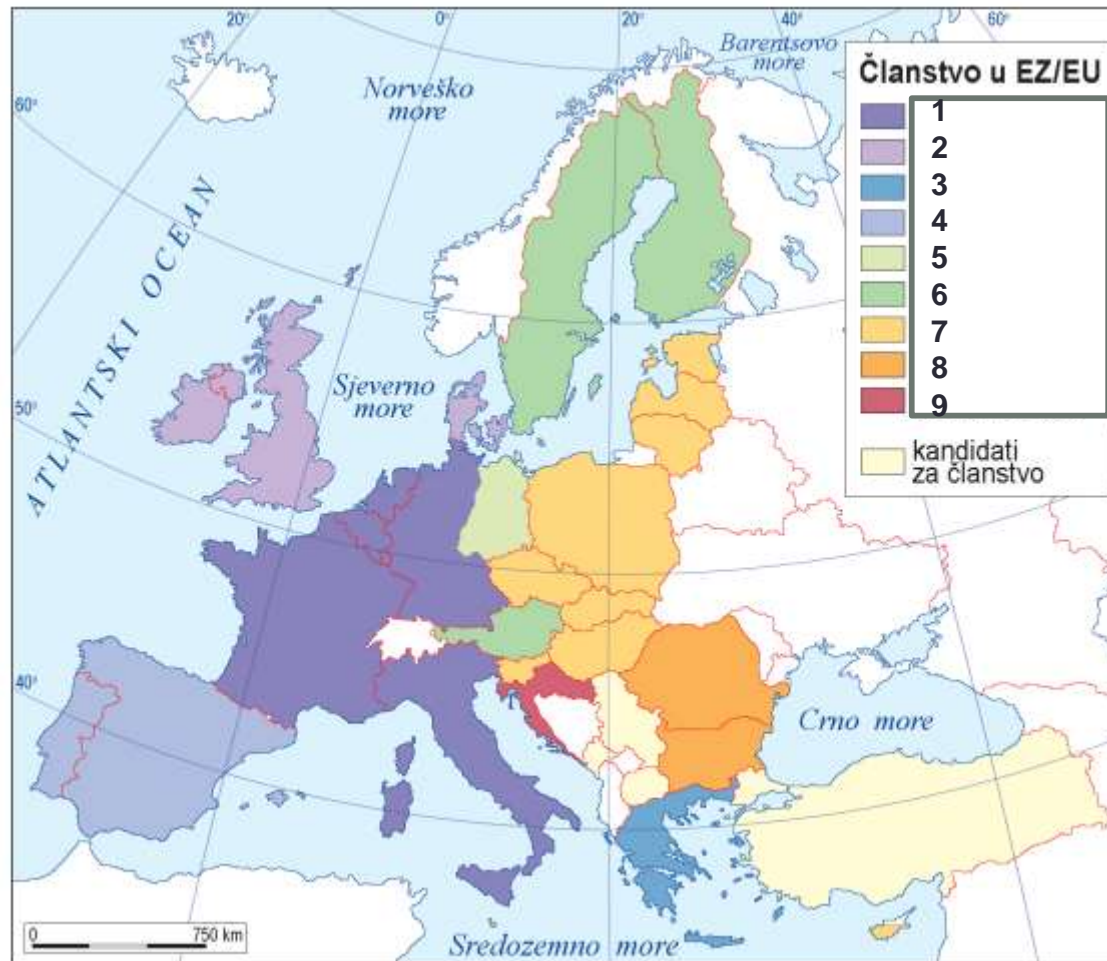 20°
0°
20°
40°
60°
Barentsovo
more
Norveško
more
60°
ATLANTSKI OCEAN
50°
Sjeverno
more
40°
Crno more
Sredozemno more
0 750 km
Članstvo u EZ/EU
1
2
3
4
5
6
7
8
9
kandidati
za članstvo